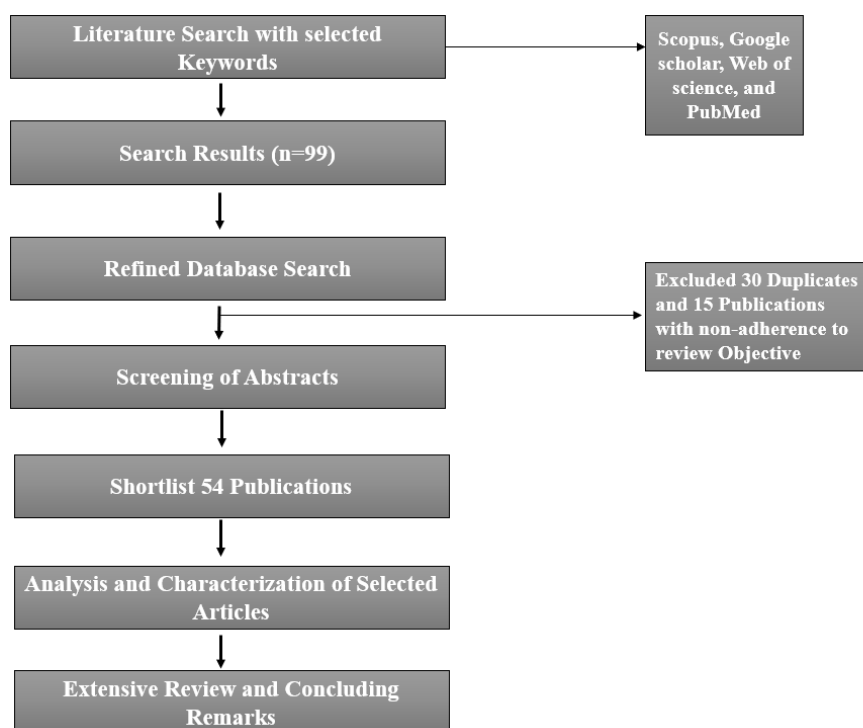 Literature Search with selected
Keywords
Scopus, Google
scholar, Web of
science, and
PubMed
Search Results (n=99)
Refined Database Search
Excluded 30 Duplicates
and 15 Publications
with non-adherence to
review Objective
Screening of Abstracts
Shortlist 54 Publications
Analysis and Characterization of Selected
Articles
Extensive Review and Concluding
Remarks